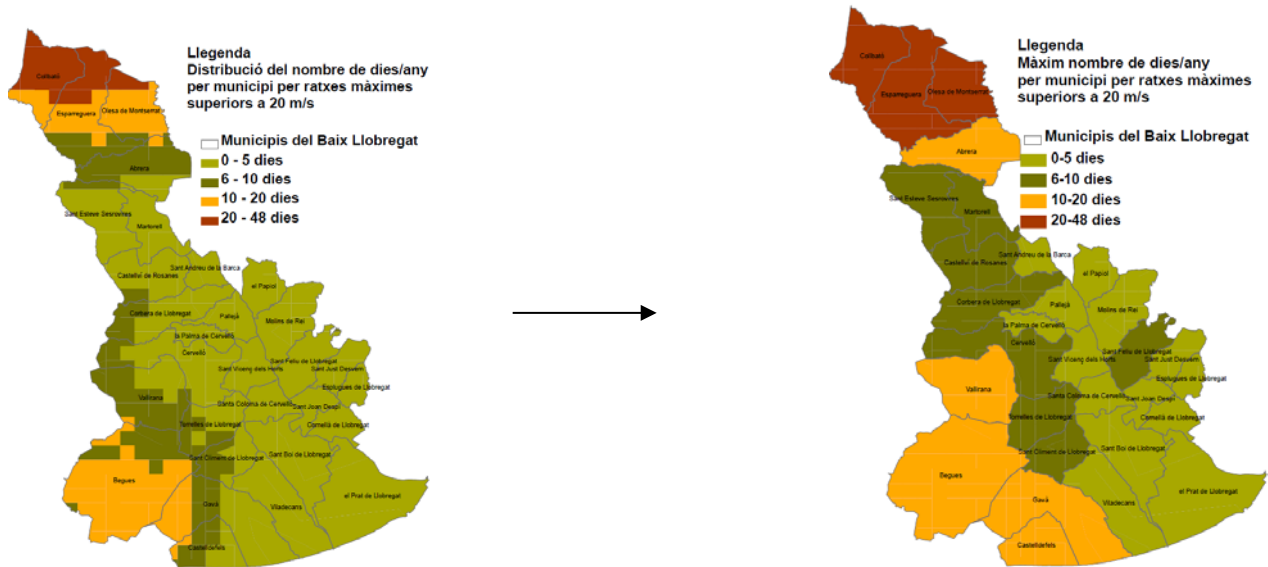 Llegenda
Distribució del nombre de dies/any
per municipi per ratxes màximes
superiors a 20 m/s
Municipis del Baix Llobregat
0 - 5 dies
6 - 10 dies
10 - 20 dies
20 - 48 dies
Collbató
Esparreguera
Olesa de Montserrat
Abrera
Sant Esteve Sesrovires
Martorell
Sant Andreu de la Barca
Castellví de Rosanes
el Papiol
Corbera de Llobregat
Pallejà
Molins de Rei
la Palma de Cervelló
Cervelló
Sant Feliu de Llobregat
Sant Vicenç dels Horts
Sant Just Desvern
Esplugues de Llobregat
Vallirana
Santa Coloma de Cervelló
Sant Joan Despí
Torrelles de Llobregat
Cornellà de Llobregat
Sant Climent de Llobregat
Sant Boi de Llobregat
Begues
el Prat de Llobregat
Gavà
Viladecans
Castelldefels
Llegenda
Màxim nombre de dies/any
per municipi per ratxes màximes
superiors a 20 m/s
Municipis del Baix Llobregat
0-5 dies
6-10 dies
10-20 dies
20-48 dies
Collbató
Esparreguera
Olesa de Montserrat
Abrera
Sant Esteve Sesrovires
Martorell
Sant Andreu de la Barca
Castellví de Rosanes
el Papiol
Corbera de Llobregat
Pallejà
Molins de Rei
la Palma de Cervelló
Cervelló
Sant Feliu de Llobregat
Sant Vicenç dels Horts
Sant Just Desvern
Esplugues de Llobregat
Vallirana
Santa Coloma de Cervelló
Sant Joan Despí
Torrelles de Llobregat
Cornellà de Llobregat
Sant Climent de Llobregat
Sant Boi de Llobregat
Begues
el Prat de Llobregat
Gavà
Viladecans
Castelldefels